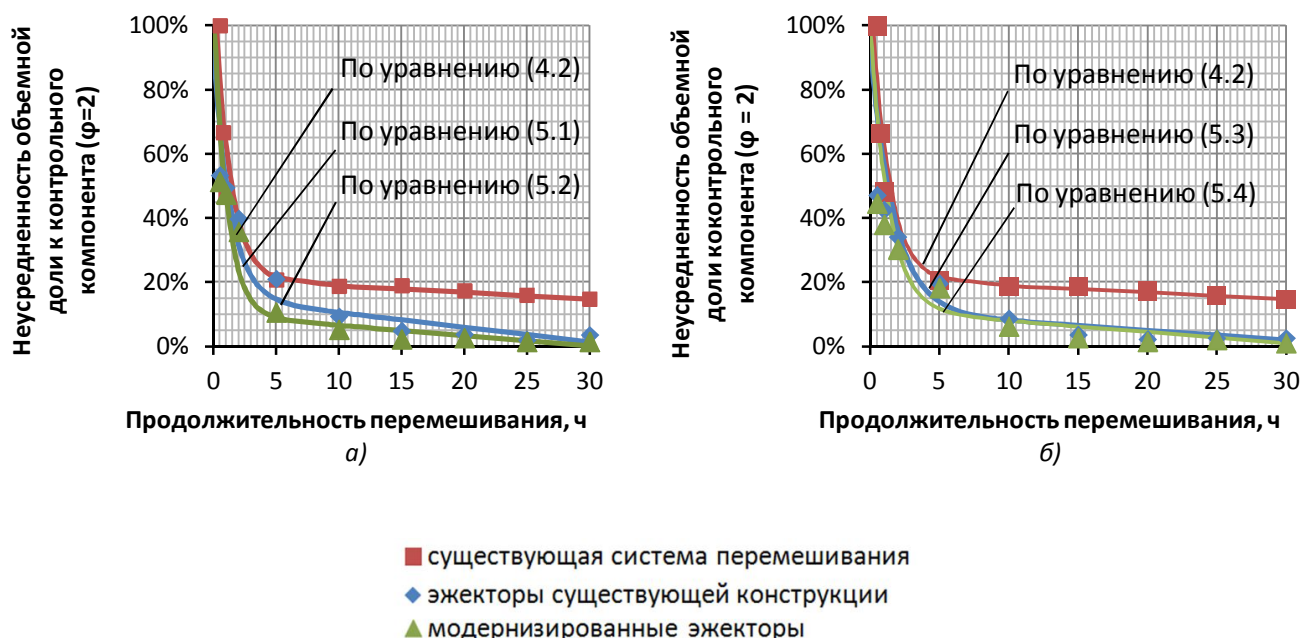 Неусредненность объемной
доли к контрольного
компонента (φ=2)
100%
80%
60%
40%
20%
0%
По уравнению (4.2)
По уравнению (5.1)
По уравнению (5.2)
0 5 10 15 20 25 30
Продолжительность перемешивания, ч
а)
Неусредненность объемной
доли коконтрольного
компонента (φ = 2)
100%
80%
60%
40%
20%
0%
По уравнению (4.2)
По уравнению (5.3)
По уравнению (5.4)
0 5 10 15 20 25 30
Продолжительность перемешивания, ч
б)
существующая система перемешивания
эжекторы существующей конструкции
модернизированные эжекторы